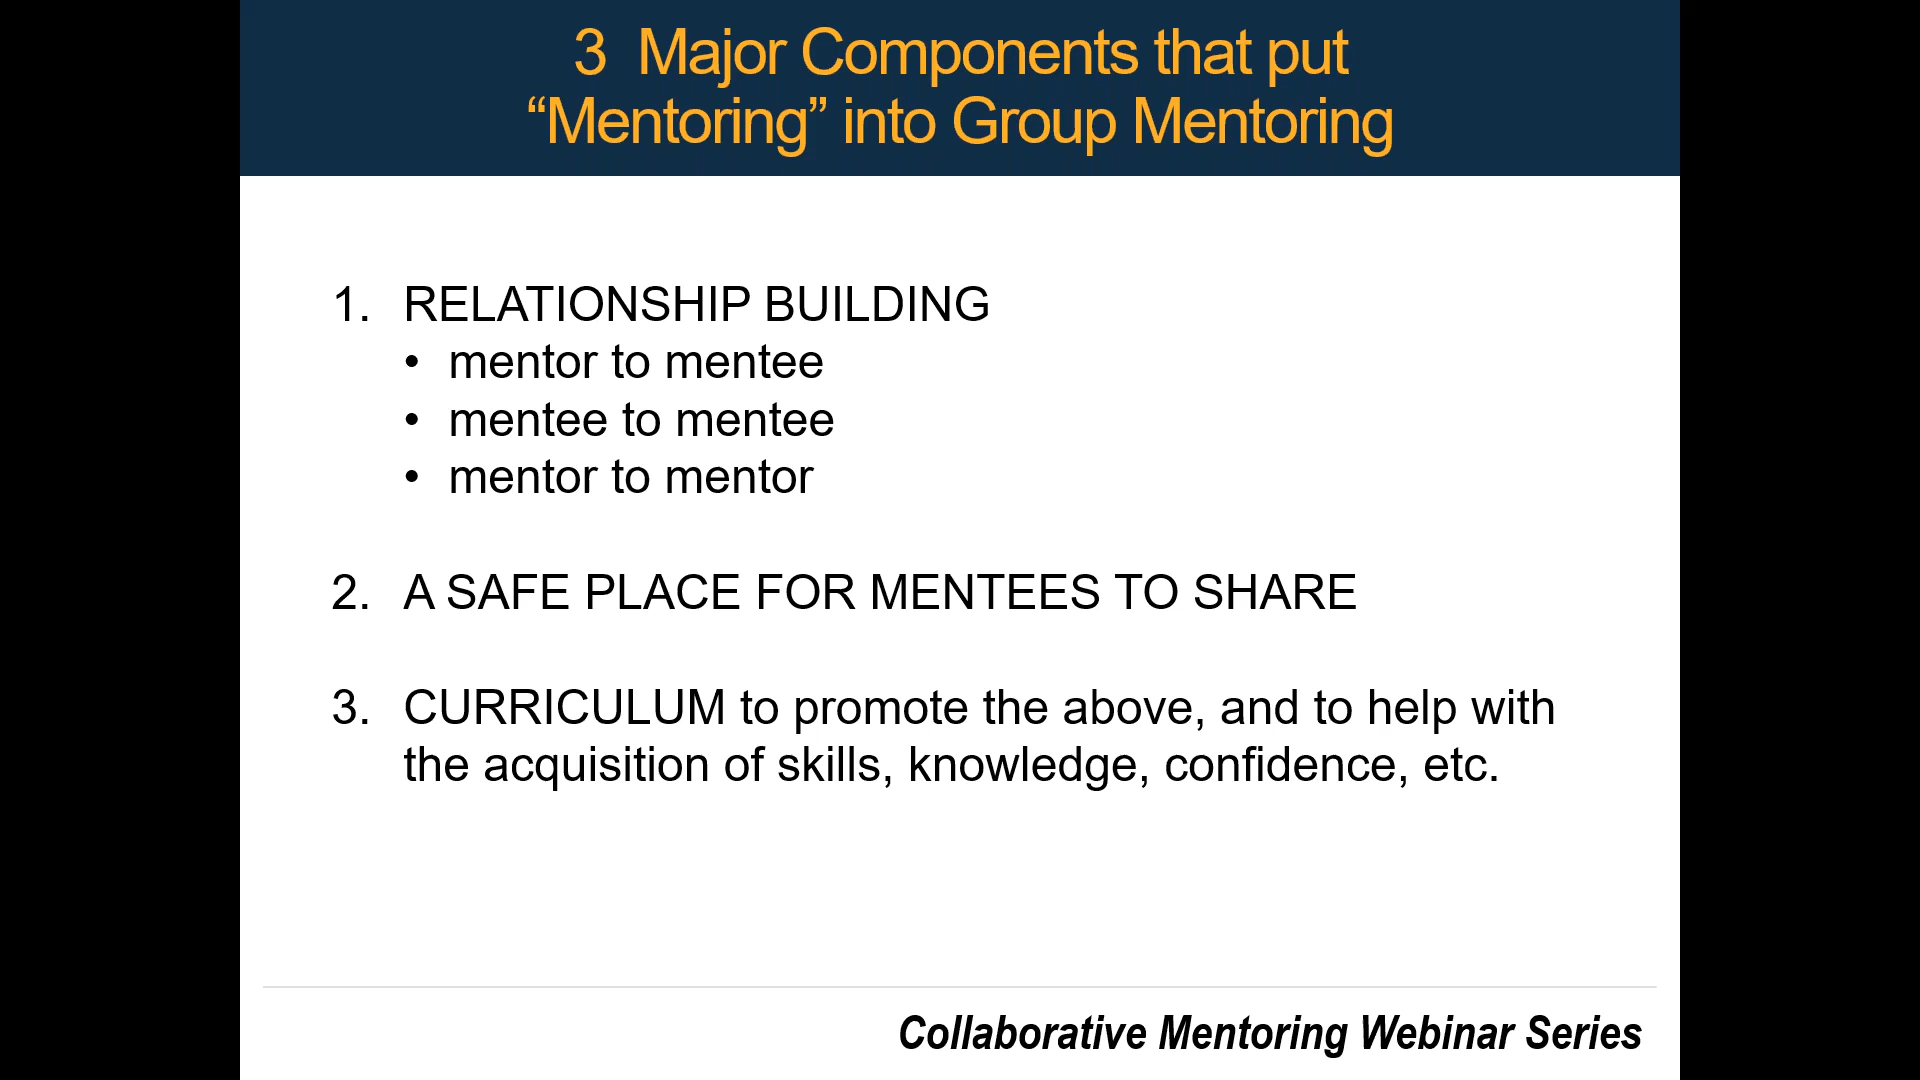 3 Major Components that put
“Mentoring” into Group Mentoring
1. RELATIONSHIP BUILDING
• mentor to mentee
• mentee to mentee
• mentor to mentor
2. A SAFE PLACE FOR MENTEES TO SHARE
3. CURRICULUM to promote the above, and to help with
the acquisition of skills, knowledge, confidence, etc.
Collaborative Mentoring Webinar Series